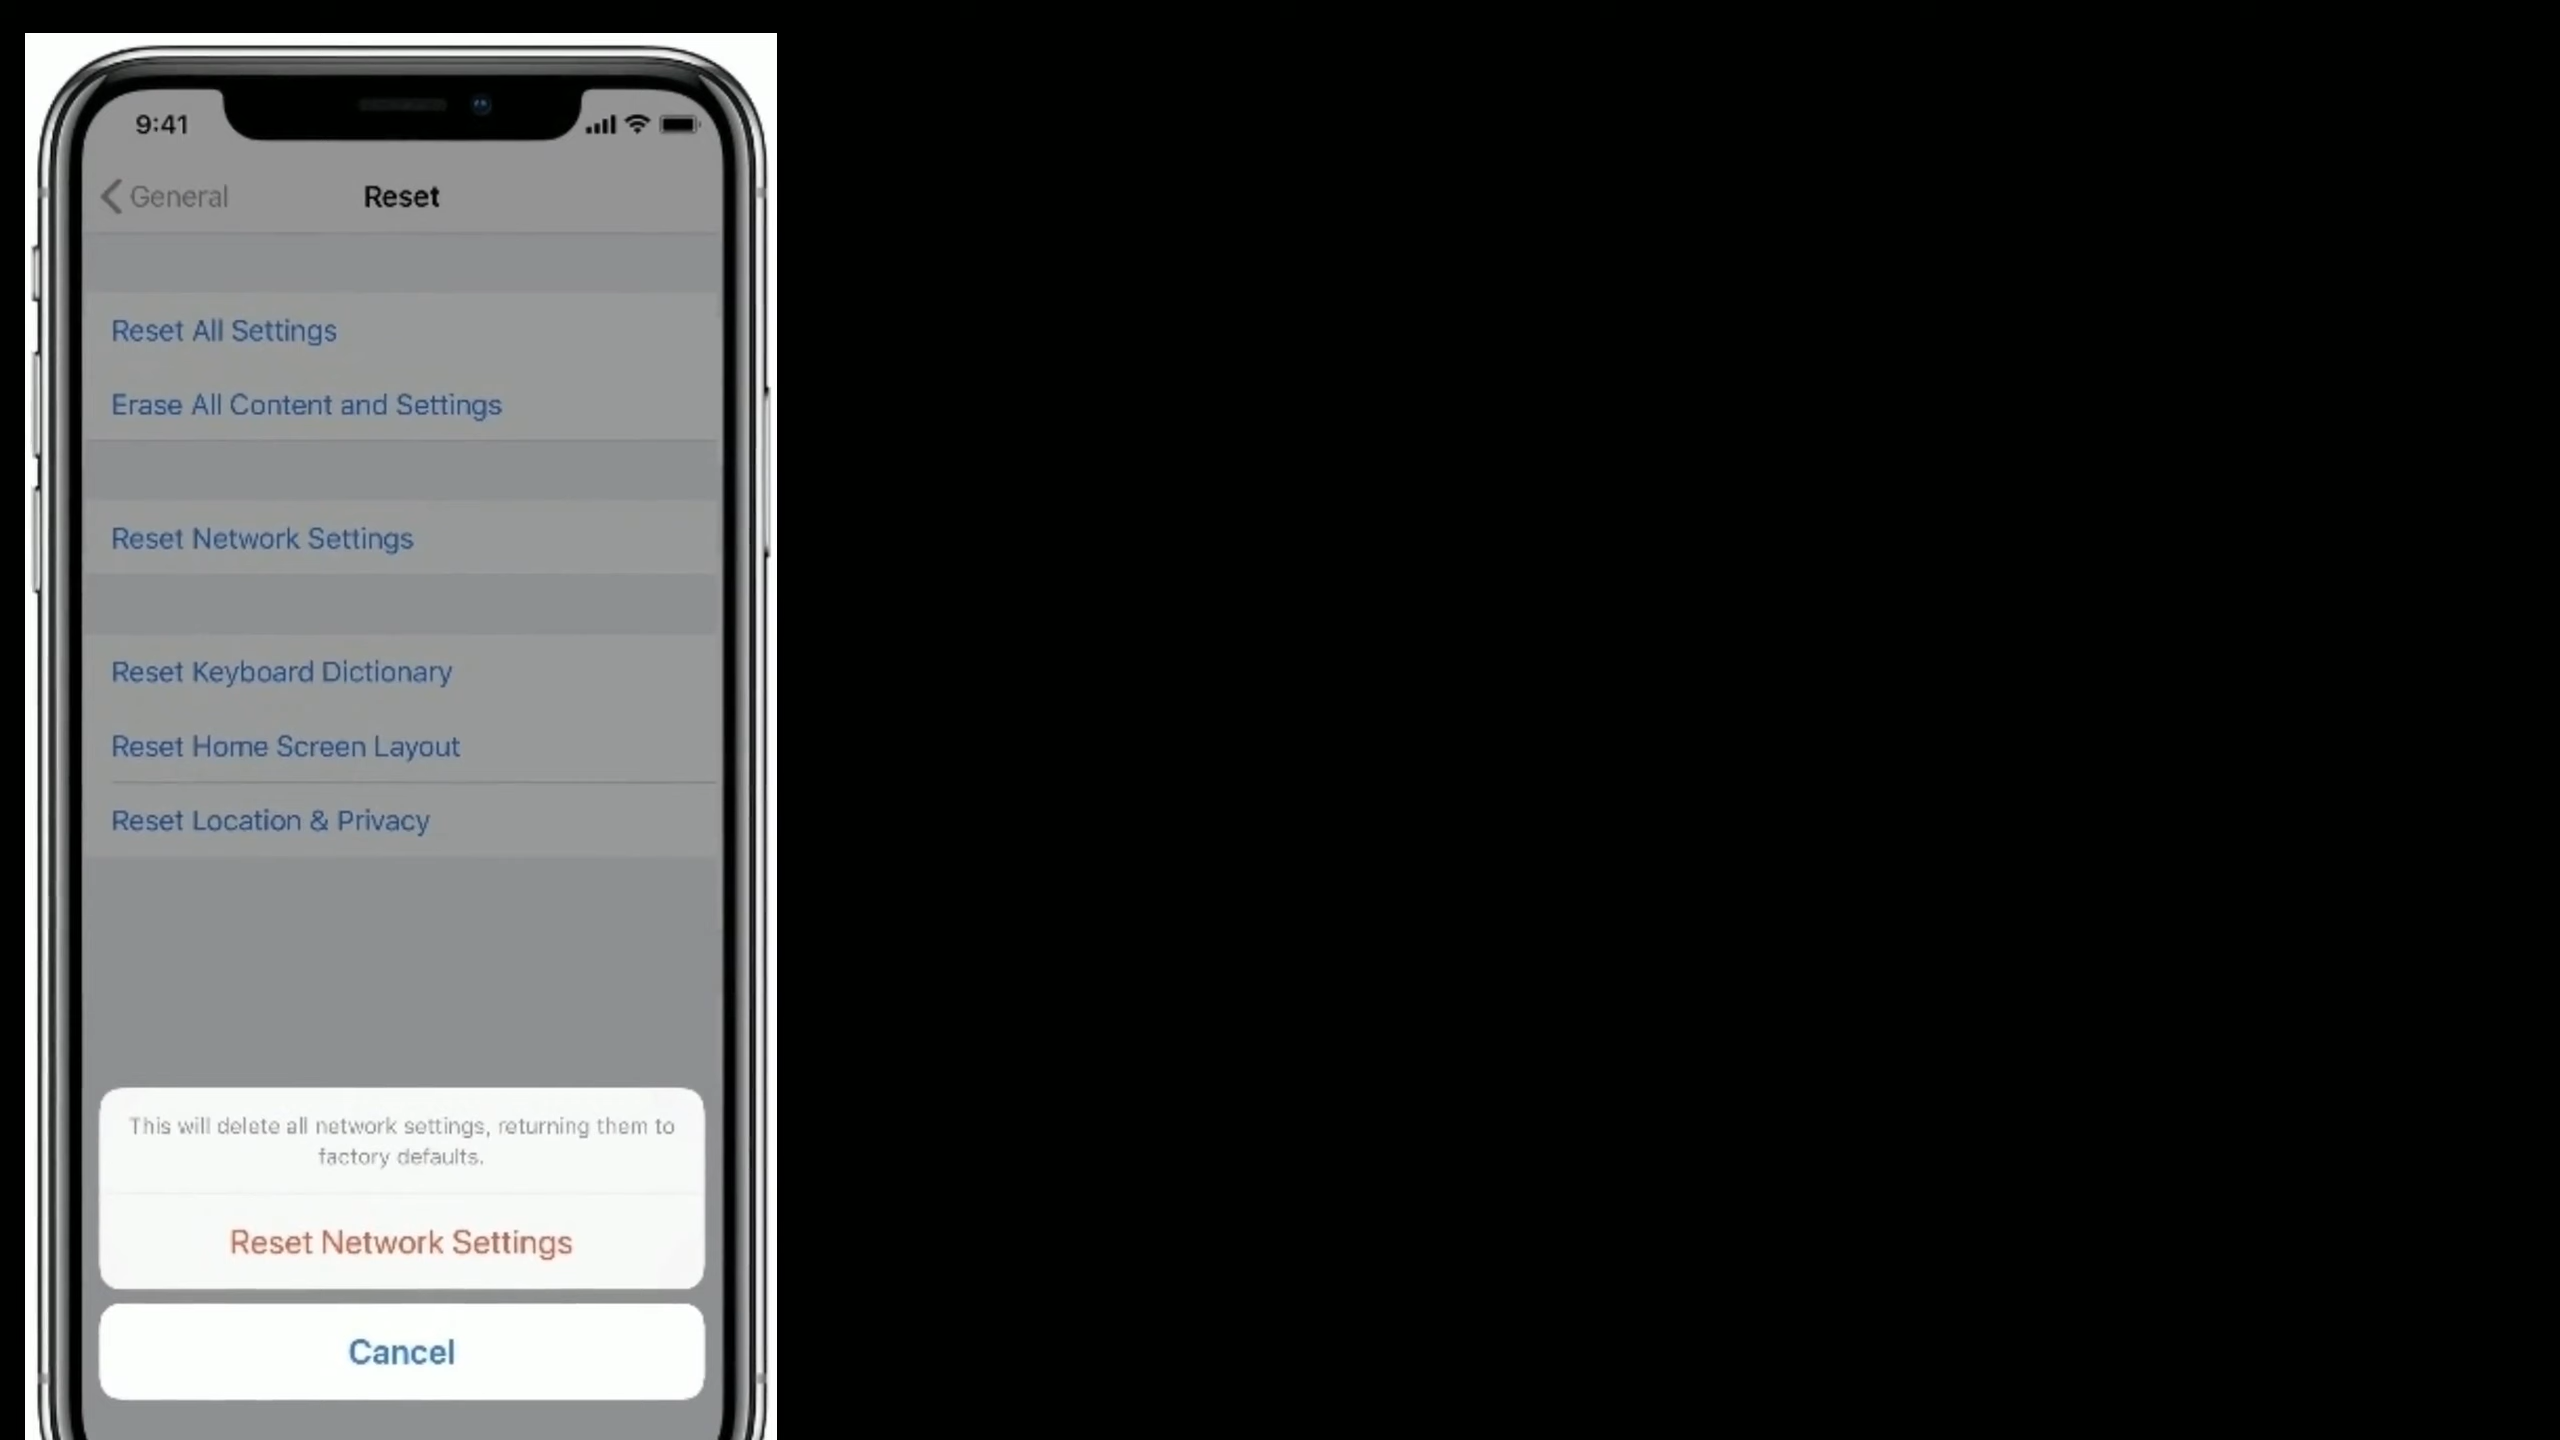 9:41
General
Reset
Reset All Settings
Erase All Content and Settings
Reset Network Settings
Reset Keyboard Dictionary
Reset Home Screen Layout
Reset Location & Privacy
This will delete all network settings, returning them to
factory defaults.
Reset Network Settings
Cancel